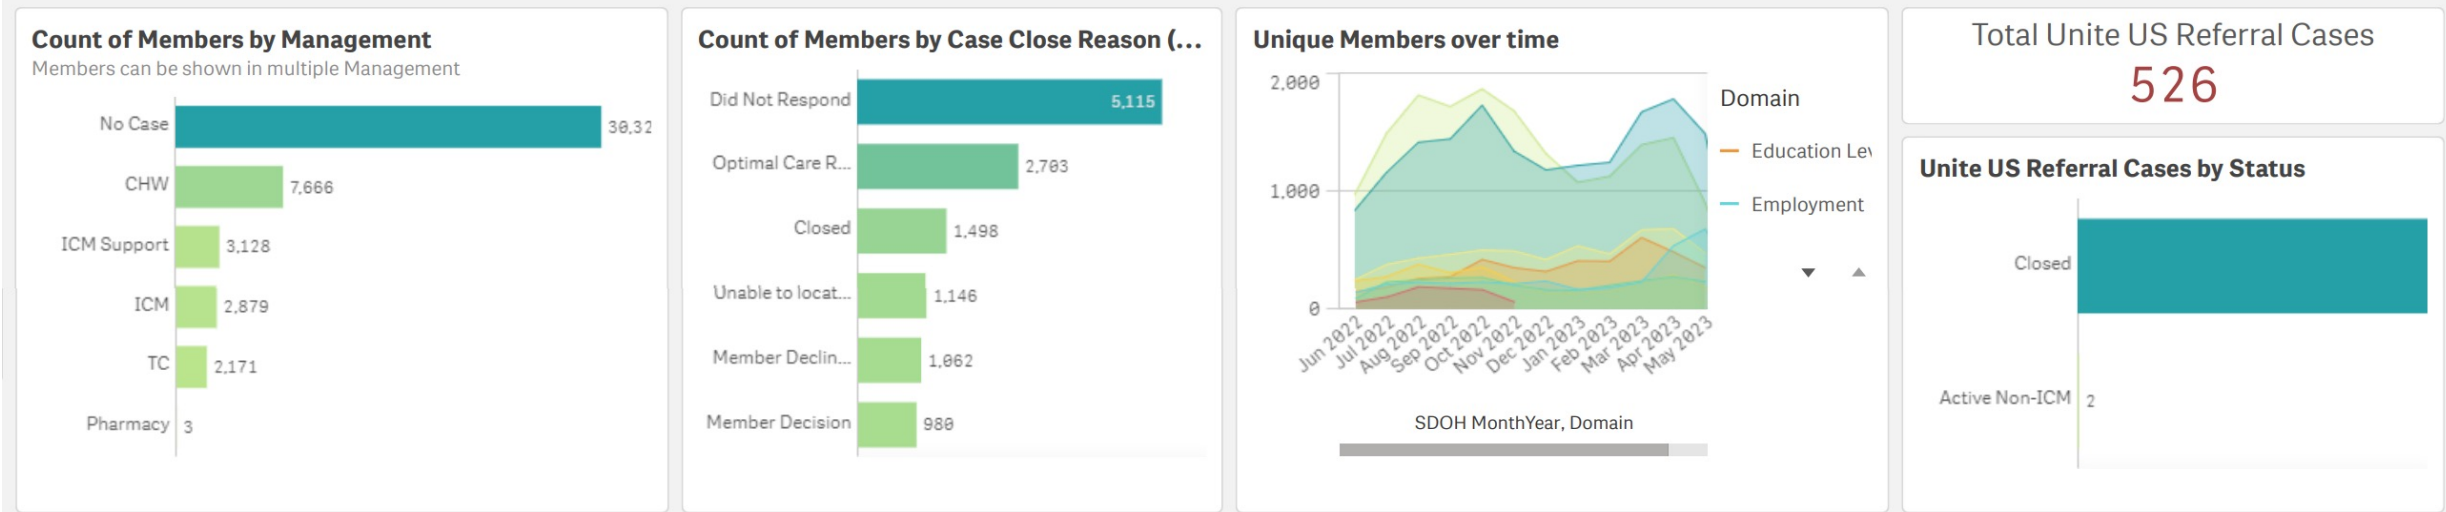 Count of Members by Management
Members can be shown in multiple Management
No Case
30,32
CHW
7,666
ICM Support
3,128
ICM
2,879
TC
2,171
Pharmacy
3
Count of Members by Case Close Reason (...
Did Not Respond
5,115
Optimal Care R...
2,703
Closed
1,498
Unable to locat...
1,146
Member Declin...
1,062
Member Decision
980
Unique Members over time
2,000
1,000
0
Jun 2022
Jul 2022
Aug 2022
Sep 2022
Oct 2022
Nov 2022
Dec 2022
Jan 2023
Feb 2023
Mar 2023
Apr 2023
May 2023
SDOH MonthYear, Domain
Domain
Education Lev
Employment
Total Unite US Referral Cases
526
Unite US Referral Cases by Status
Closed
Active Non-ICM
2